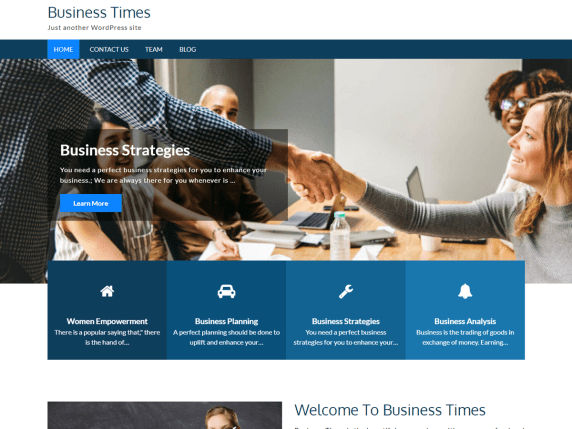 Business Times
Just another WordPress site
HOME
CONTACT US
TEAM
BLOG
Business Strategies
You need a perfect business strategies for you to enhance your
business.; We are always there for you whenever is ...
Learn More
Women Empowerment
There is a popular saying that," there
is the hand of...
Business Planning
A perfect planning should be done to
uplift and enhance your...
Business Strategies
You need a perfect business
strategies for you to enhance your...
Business Analysis
Business is the trading of goods in
exchange of money. Earning...
Welcome To Business Times